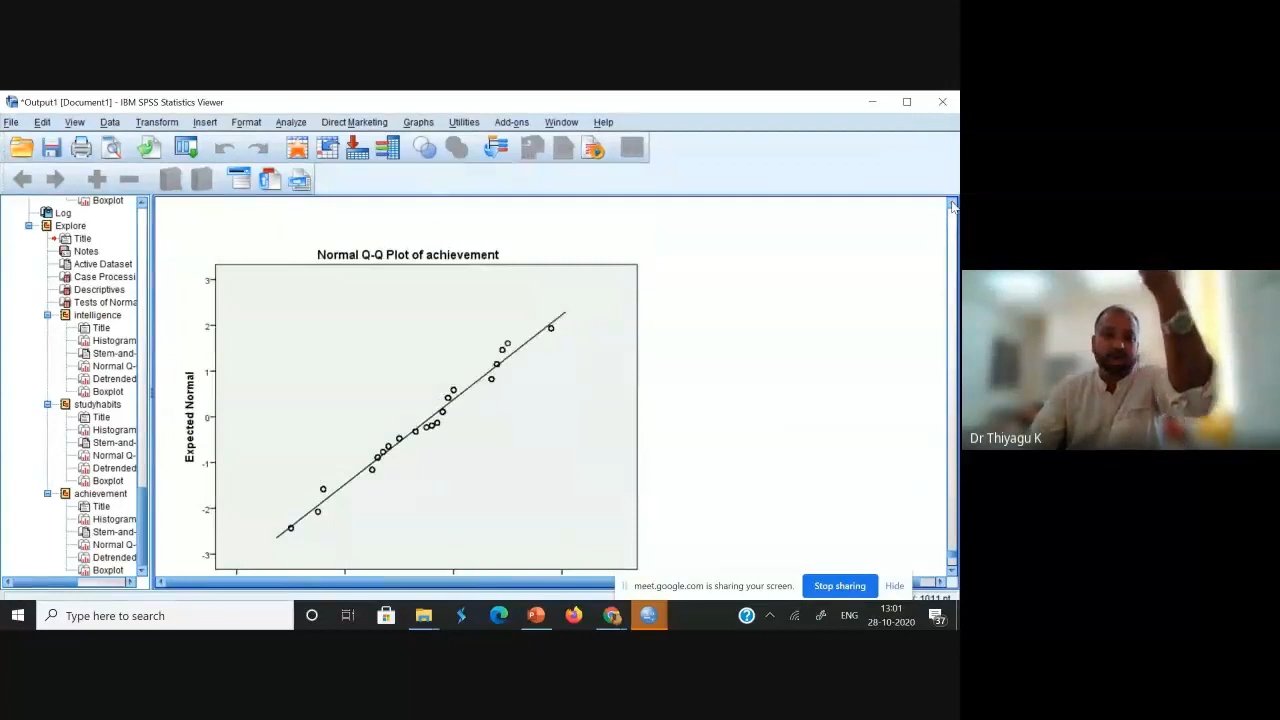 *Output1 [Document1] - IBM SPSS Statistics Viewer
File Edit View Data Transform Insert Format Analyze Direct Marketing Graphs Utilities Add-ons Window Help
Boxplot
Log
Explore
Title
Notes
Active Dataset
Case Processi
Descriptives
Tests of Norma
intelligence
Title
Histogram
Stem-and-
Normal Q-
Detrended
Boxplot
studyhabits
Title
Histogram
Stem-and-
Normal Q-
Detrended
Boxplot
achievement
Title
Histogram
Stem-and-
Normal Q-
Detrended
Boxplot
Normal Q-Q Plot of achievement
Expected Normal
3
2
1
0
-1
-2
-3
Dr Thiyagu K
meet.google.com is sharing your screen. Stop sharing Hide
Type here to search
ENG
13:01
28-10-2020
37